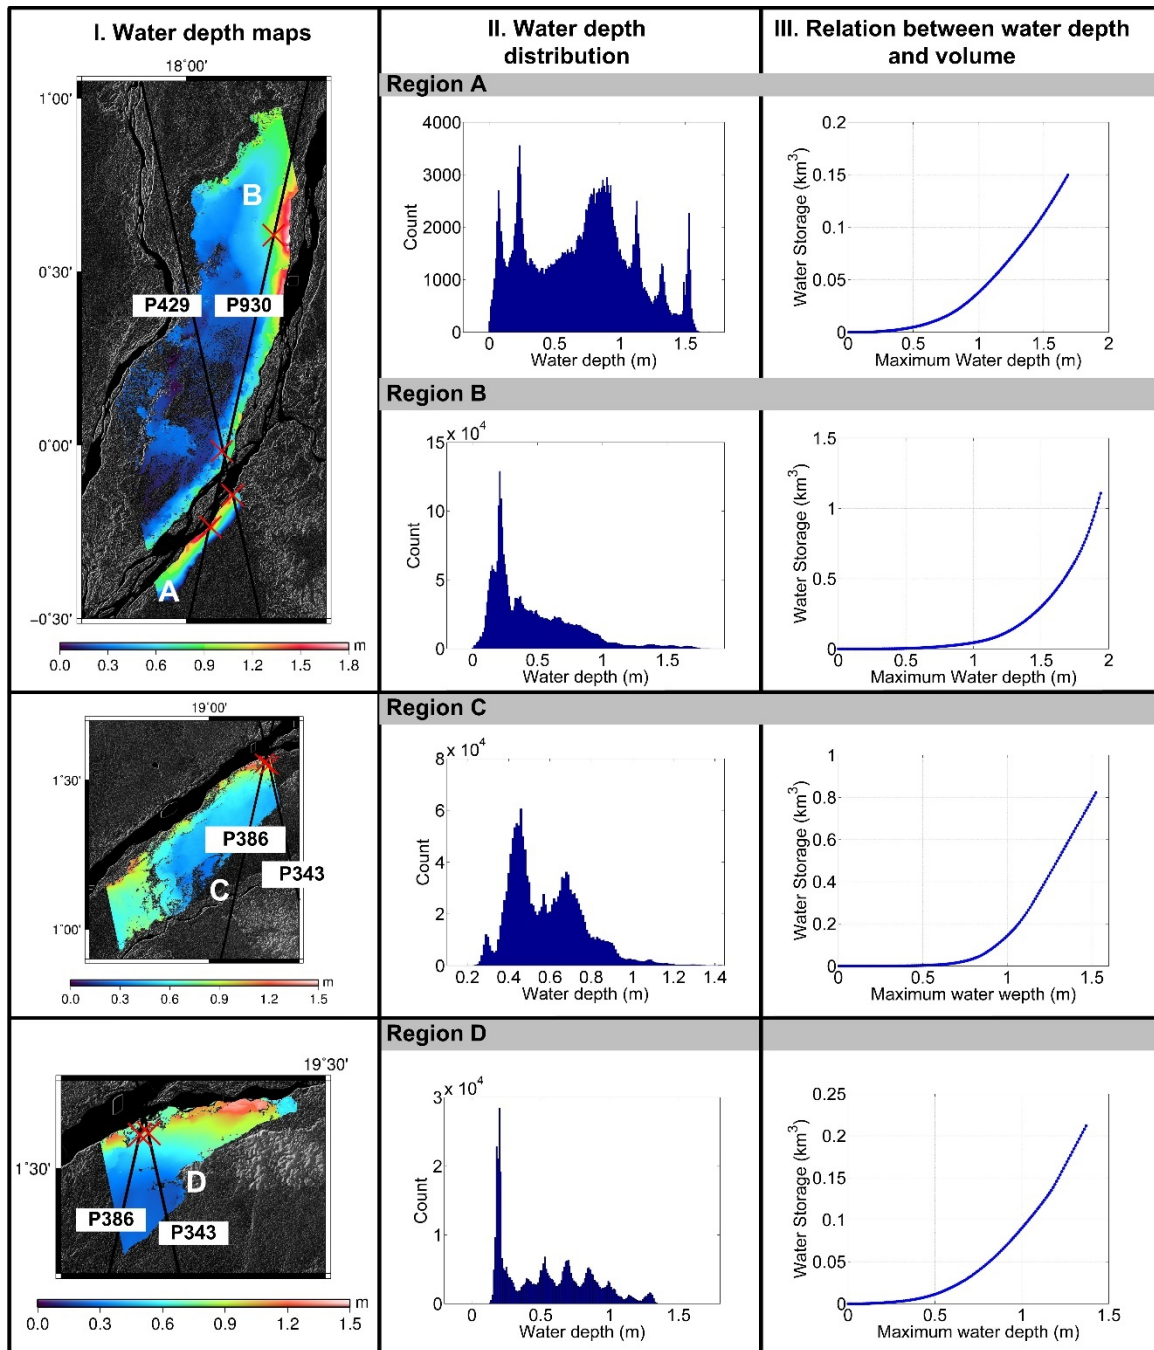 I. Water depth maps
II. Water depth
distribution
III. Relation between water depth
and volume
18°00'
1°00'
0°30'
0°00'
−0°30'
B
P429
P930
A
m
0.0 0.3 0.6 0.9 1.2 1.5 1.8
Region A
4000
3000
2000
1000
0
Count
0 0.5 1 1.5
Water depth (m)
0.2
0.15
0.1
0.05
0
Water Storage (km³)
0 0.5 1 1.5 2
Maximum Water depth (m)
Region B
x 10⁴
15
10
5
0
Count
0 0.5 1 1.5
Water depth (m)
1.5
1
0.5
0
Water Storage (km³)
0 0.5 1 1.5 2
Maximum Water depth (m)
19°00'
1°30'
1°00'
P386
P343
C
m
0.0 0.3 0.6 0.9 1.2 1.5
Region C
x 10⁴
8
6
4
2
0
Count
0.2 0.4 0.6 0.8 1 1.2 1.4
Water depth (m)
1
0.8
0.6
0.4
0.2
0
Water Storage (km³)
0 0.5 1 1.5
Maximum water wepth (m)
19°30'
1°30'
D
P386
P343
m
0.0 0.3 0.6 0.9 1.2 1.5
Region D
x 10⁴
3
2
1
0
Count
0 0.5 1 1.5
Water depth (m)
0.25
0.2
0.15
0.1
0.05
0
Water Storage (km³)
0 0.5 1 1.5
Maximum water depth (m)